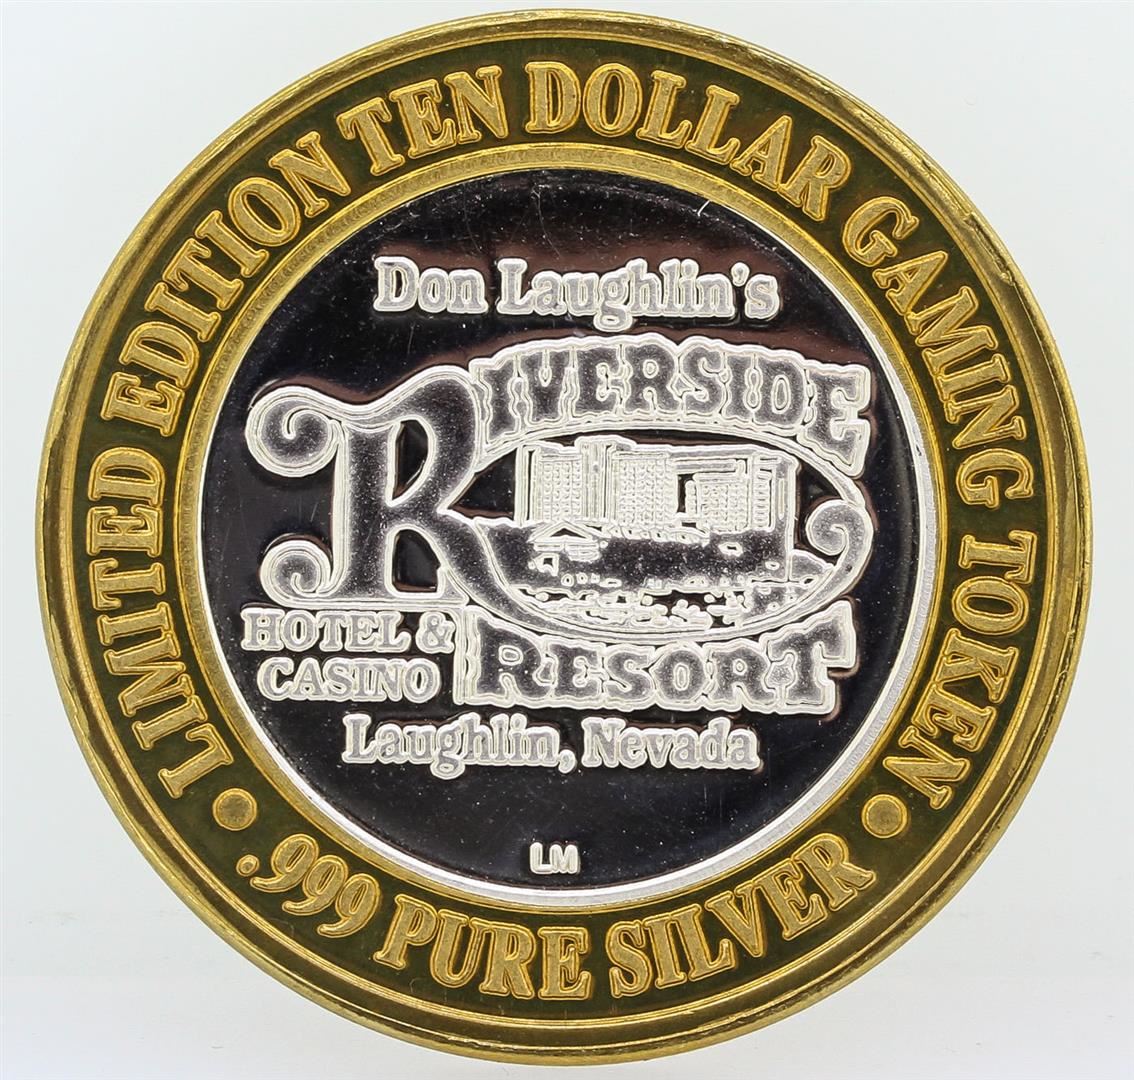 LIMITED EDITION TEN DOLLAR GAMING TOKEN
Don Laughlin's
RIVERSIDE
HOTEL &
CASINO
RESORT
Laughlin, Nevada
LM
.999 PURE SILVER